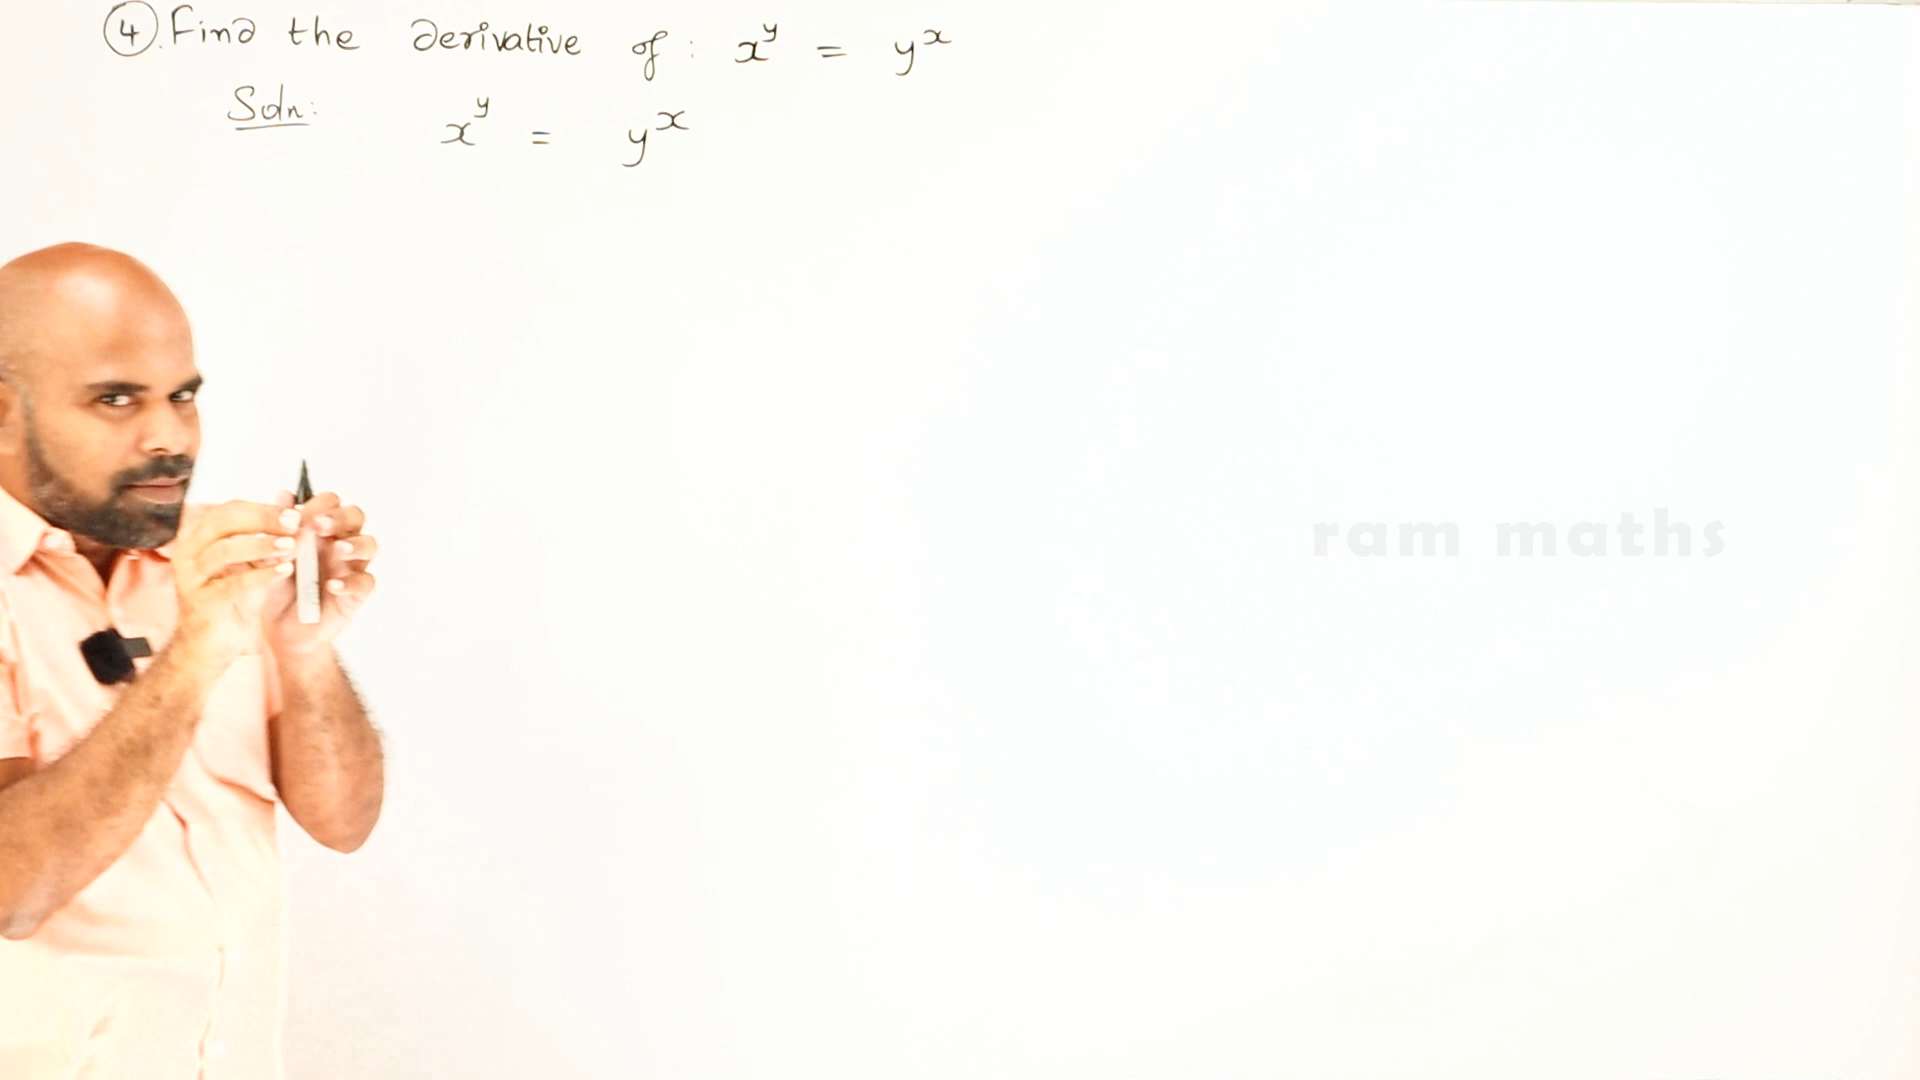 ④. Find the derivative of : x^y = y^x
Soln: x^y = y^x
ram maths